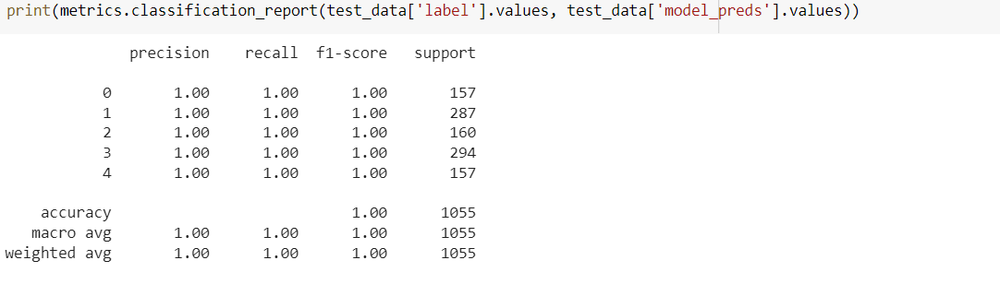 print(metrics.classification_report(test_data['label'].values, test_data['model_preds'].values))
precision recall f1-score support
0 1.00 1.00 1.00 157
1 1.00 1.00 1.00 287
2 1.00 1.00 1.00 160
3 1.00 1.00 1.00 294
4 1.00 1.00 1.00 157
accuracy 1.00 1055
macro avg 1.00 1.00 1.00 1055
weighted avg 1.00 1.00 1.00 1055